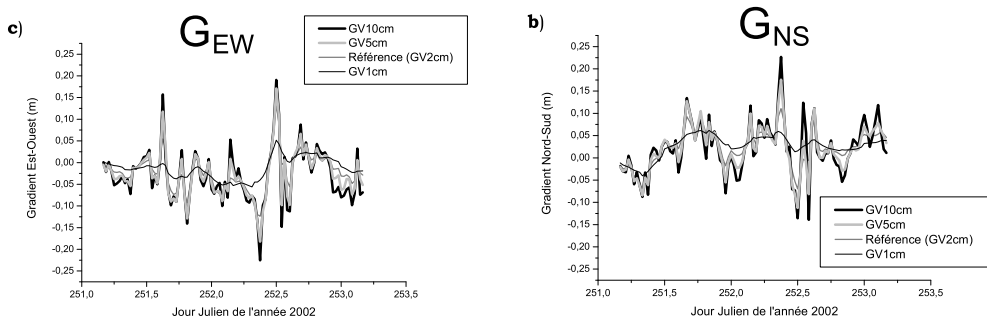 c)
G EW
GV10cm
GV5cm
Référence (GV2cm)
GV1cm
0,25
0,20
0,15
0,10
0,05
0,00
-0,05
-0,10
-0,15
-0,20
-0,25
Gradient Est-Ouest (m)
251,0 251,5 252,0 252,5 253,0 253,5
Jour Julien de l'année 2002
b)
G NS
0,25
0,20
0,15
0,10
0,05
0,00
-0,05
-0,10
-0,15
-0,20
-0,25
Gradient Nord-Sud (m)
GV10cm
GV5cm
Référence (GV2cm)
GV1cm
251,0 251,5 252,0 252,5 253,0 253,5
Jour Julien de l'année 2002